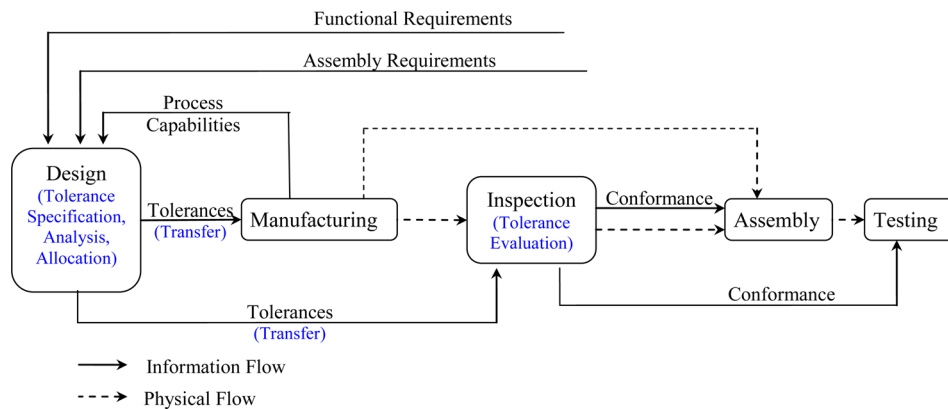 Functional Requirements
Assembly Requirements
Process
Capabilities
Design
(Tolerance
Specification,
Analysis,
Allocation)
Tolerances
(Transfer)
Manufacturing
Inspection
(Tolerance
Evaluation)
Conformance
Assembly
Testing
Tolerances
(Transfer)
Conformance
Information Flow
Physical Flow